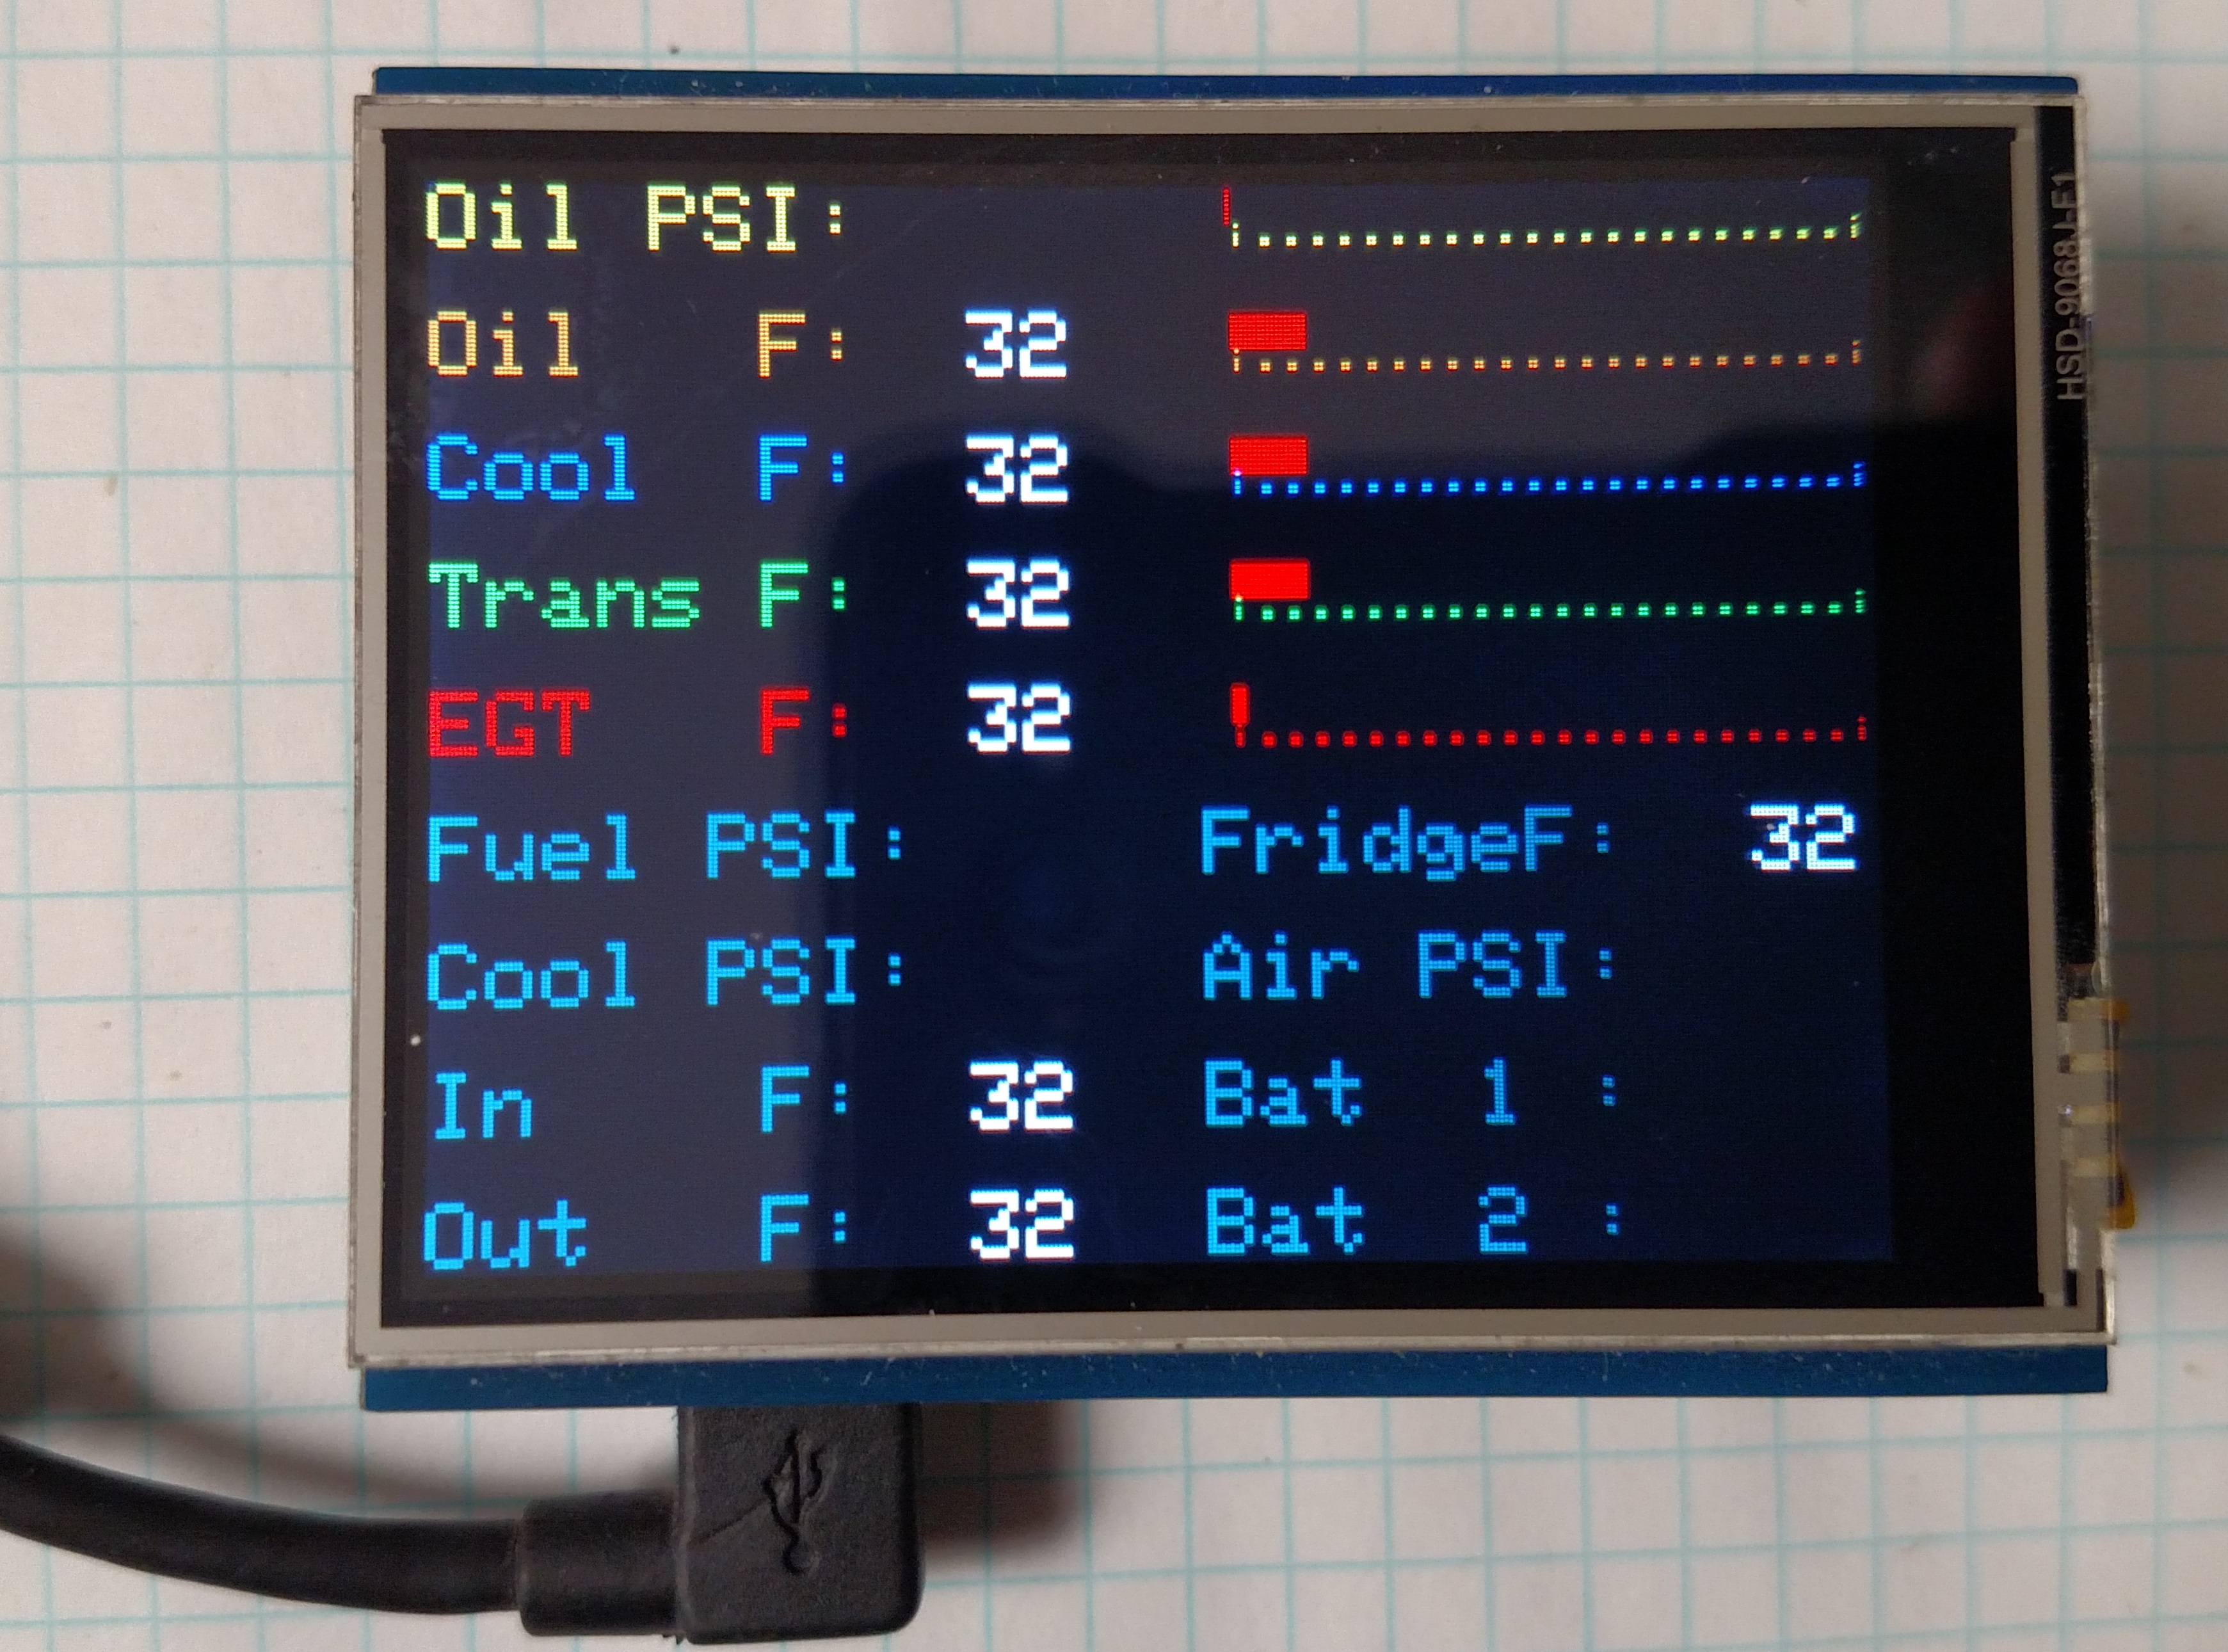 Oil PSI:
Oil F: 32
Cool F: 32
Trans F: 32
EGT F: 32
Fuel PSI: FridgeF: 32
Cool PSI: Air PSI:
In F: 32 Bat 1 :
Out F: 32 Bat 2 :
HSD-9068J-F1